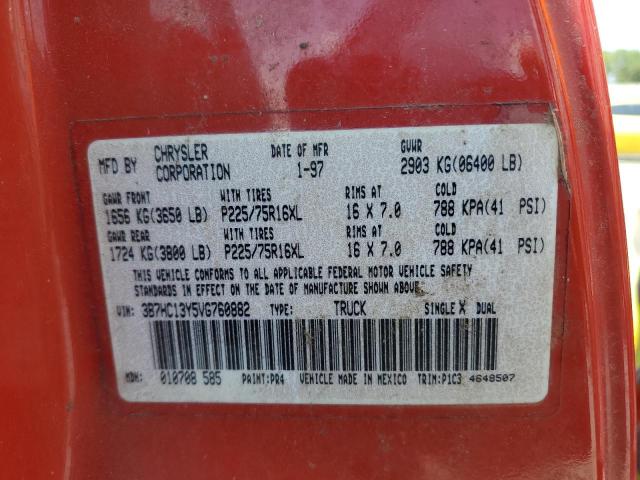 MFD BY CHRYSLER CORPORATION DATE OF MFR 1-97 GVWR 2903 KG(06400 LB)
GAWR FRONT WITH TIRES RIMS AT COLD
1656 KG(3650 LB) P225/75R16XL 16 X 7.0 788 KPA(41 PSI)
GAWR REAR WITH TIRES RIMS AT COLD
1724 KG(3800 LB) P225/75R16XL 16 X 7.0 788 KPA(41 PSI)
THIS VEHICLE CONFORMS TO ALL APPLICABLE FEDERAL MOTOR VEHICLE SAFETY
STANDARDS IN EFFECT ON THE DATE OF MANUFACTURE SHOWN ABOVE.
VIN: 3B7HC13Y5VG760882 TYPE: TRUCK SINGLE X DUAL
MDH: 010708 585 PAINT:PR4 VEHICLE MADE IN MEXICO TRIM:P1C3 4648507